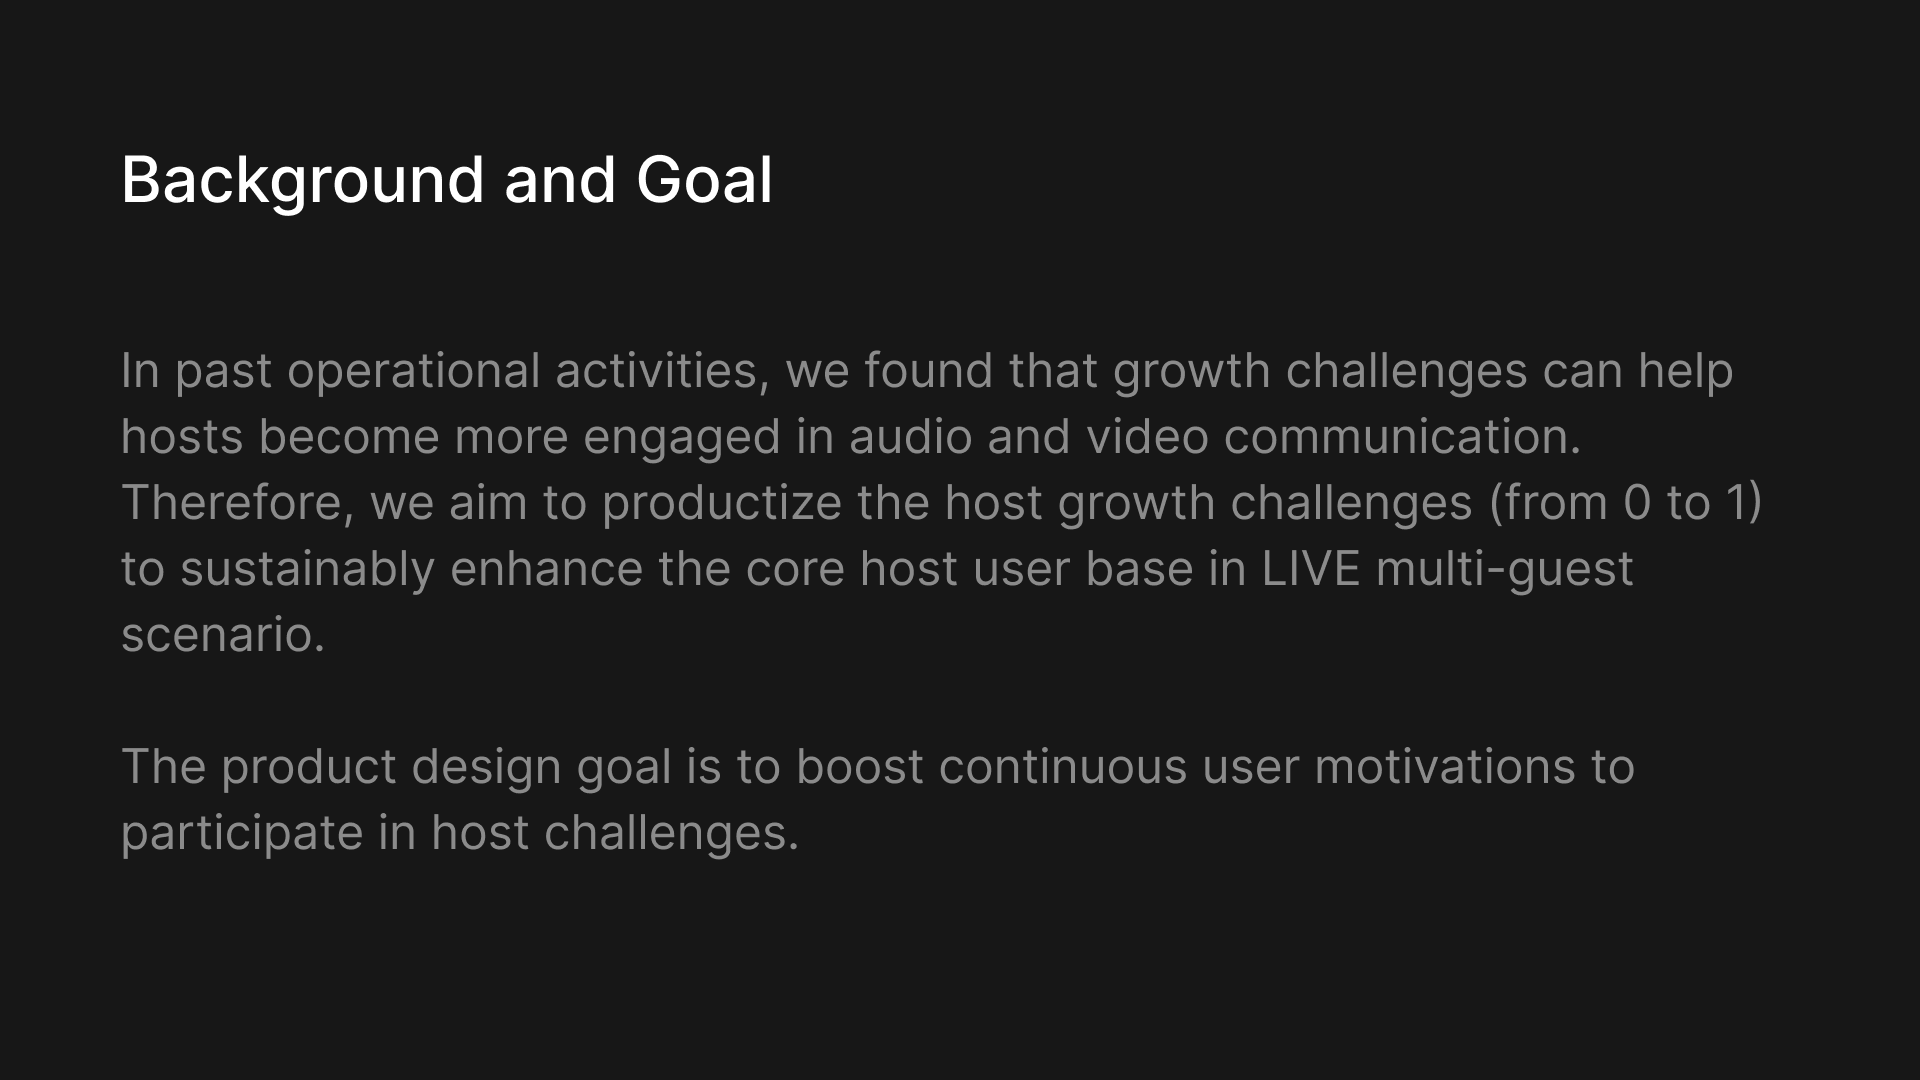 Background and Goal
In past operational activities, we found that growth challenges can help
hosts become more engaged in audio and video communication.
Therefore, we aim to productize the host growth challenges (from 0 to 1)
to sustainably enhance the core host user base in LIVE multi-guest
scenario.
The product design goal is to boost continuous user motivations to
participate in host challenges.